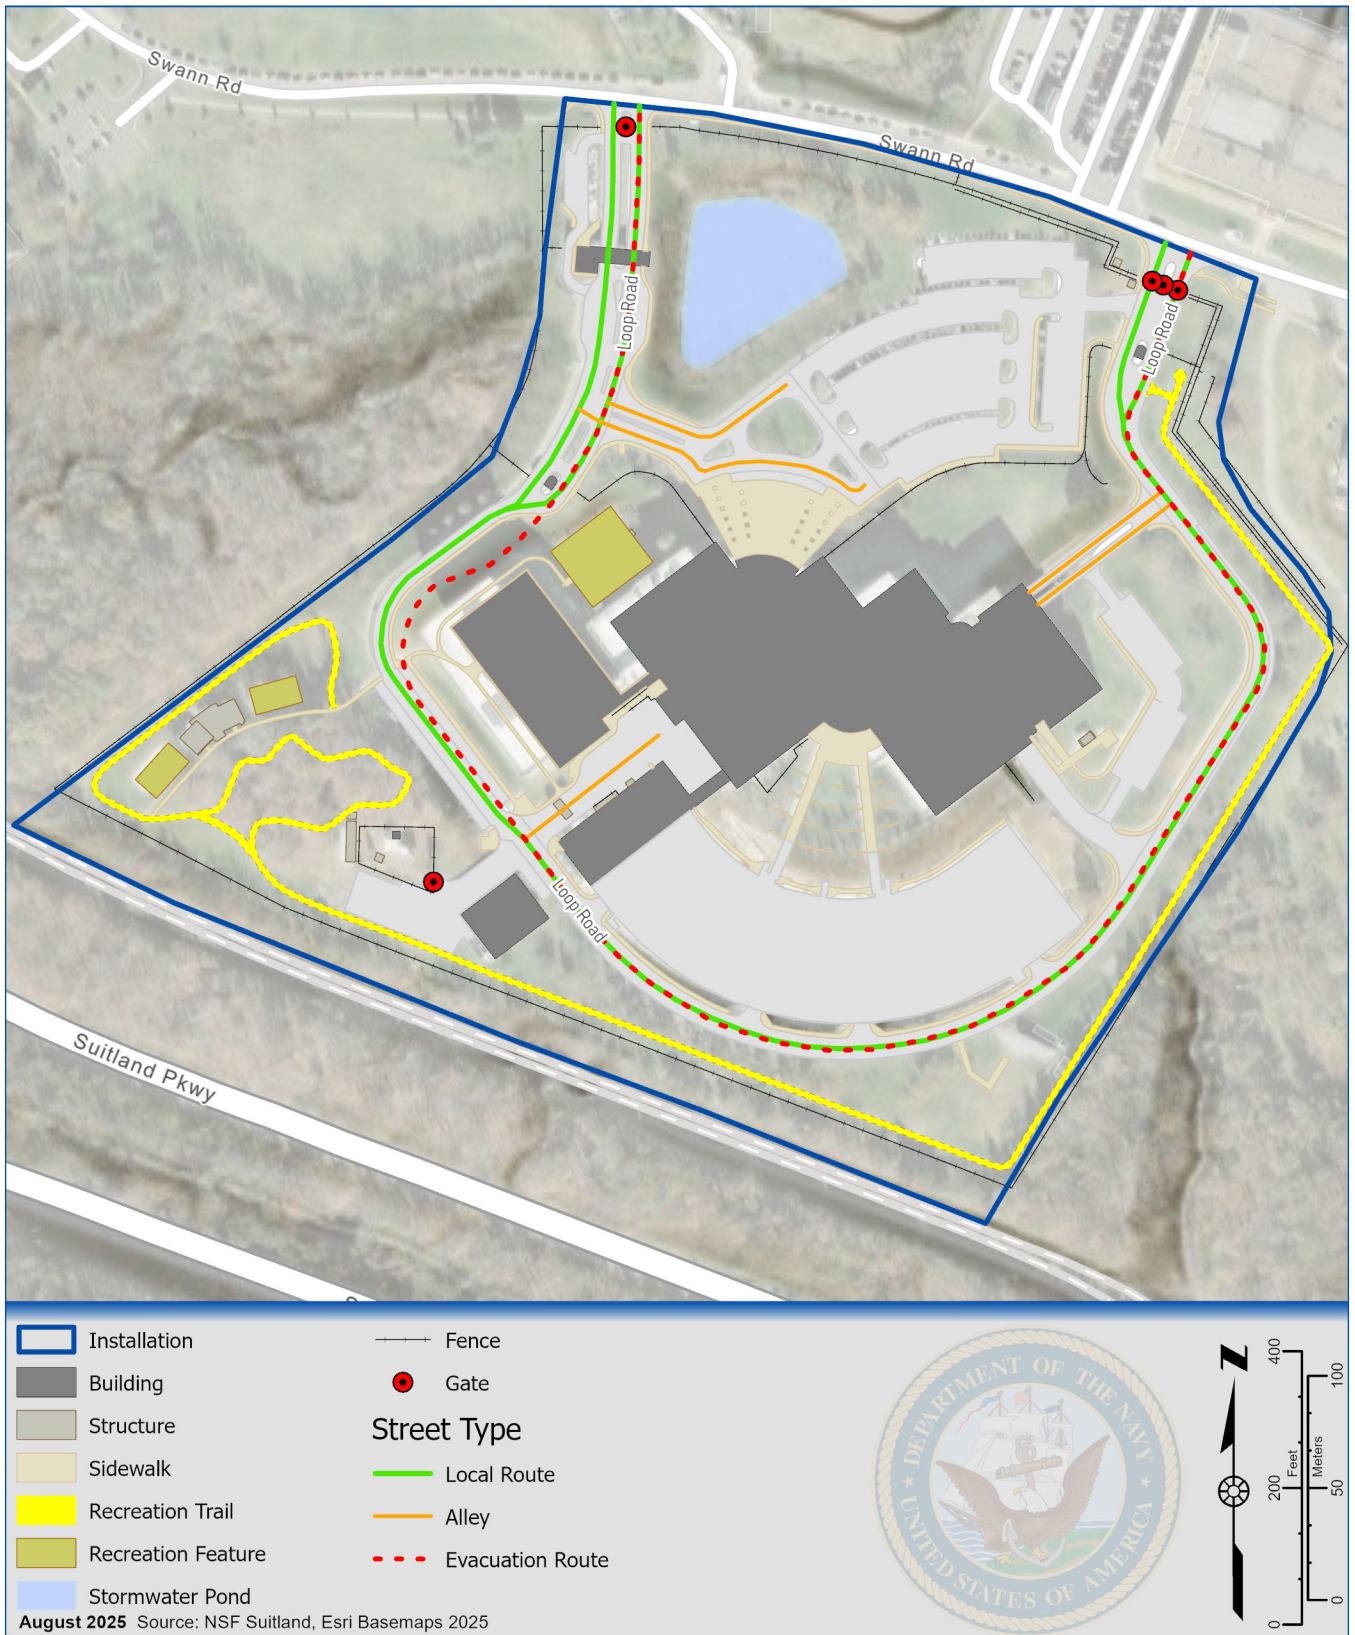 Swann Rd
Swann Rd
Loop Road
Loop Road
Loop Road
Suitland Pkwy
Installation
Building
Structure
Sidewalk
Recreation Trail
Recreation Feature
Stormwater Pond
Fence
Gate
Street Type
Local Route
Alley
Evacuation Route
DEPARTMENT OF THE NAVY
UNITED STATES OF AMERICA
N
400
200
0
Feet
Meters
100
50
0
August 2025 Source: NSF Suitland, Esri Basemaps 2025